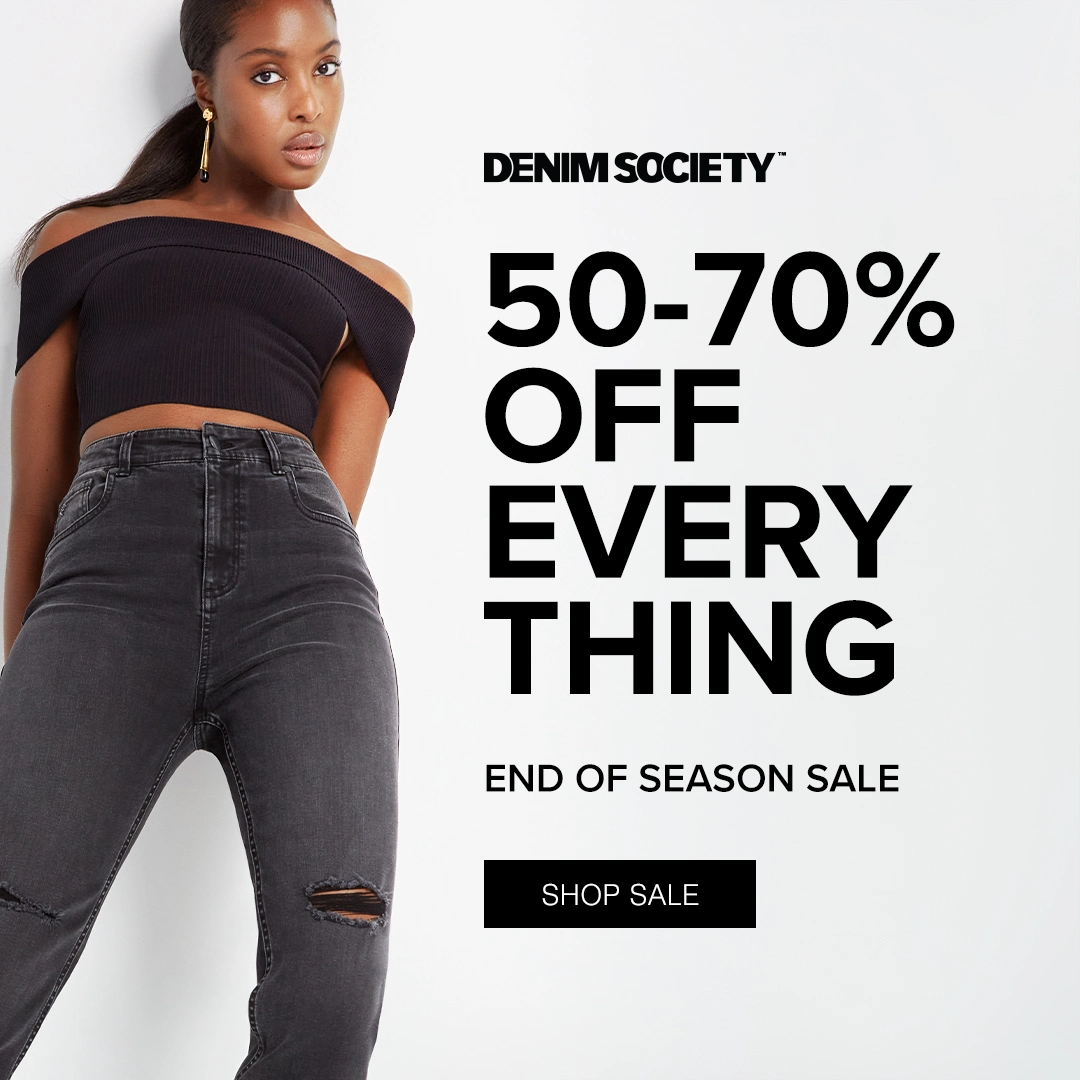 DENIM SOCIETY™
50-70%
OFF
EVERY
THING
END OF SEASON SALE
SHOP SALE